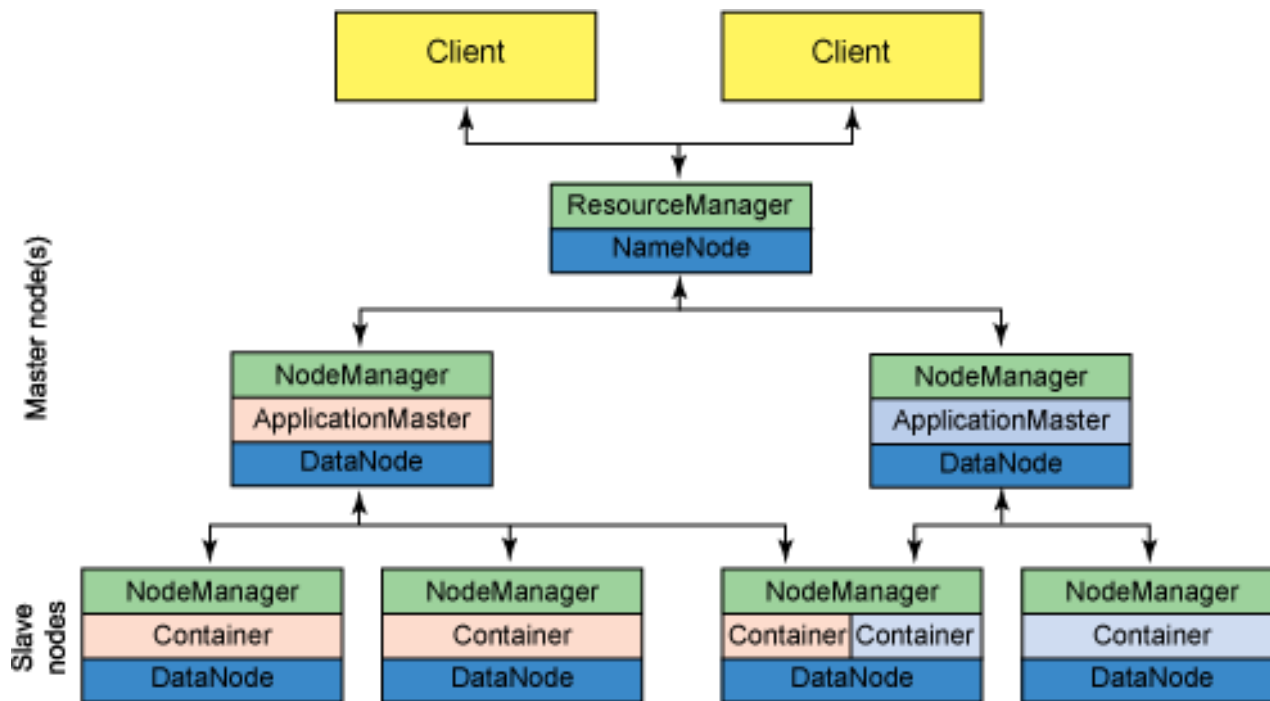 Client
Client
ResourceManager
NameNode
Master node(s)
NodeManager
ApplicationMaster
DataNode
NodeManager
ApplicationMaster
DataNode
Slave
nodes
NodeManager
Container
DataNode
NodeManager
Container
DataNode
NodeManager
Container Container
DataNode
NodeManager
Container
DataNode